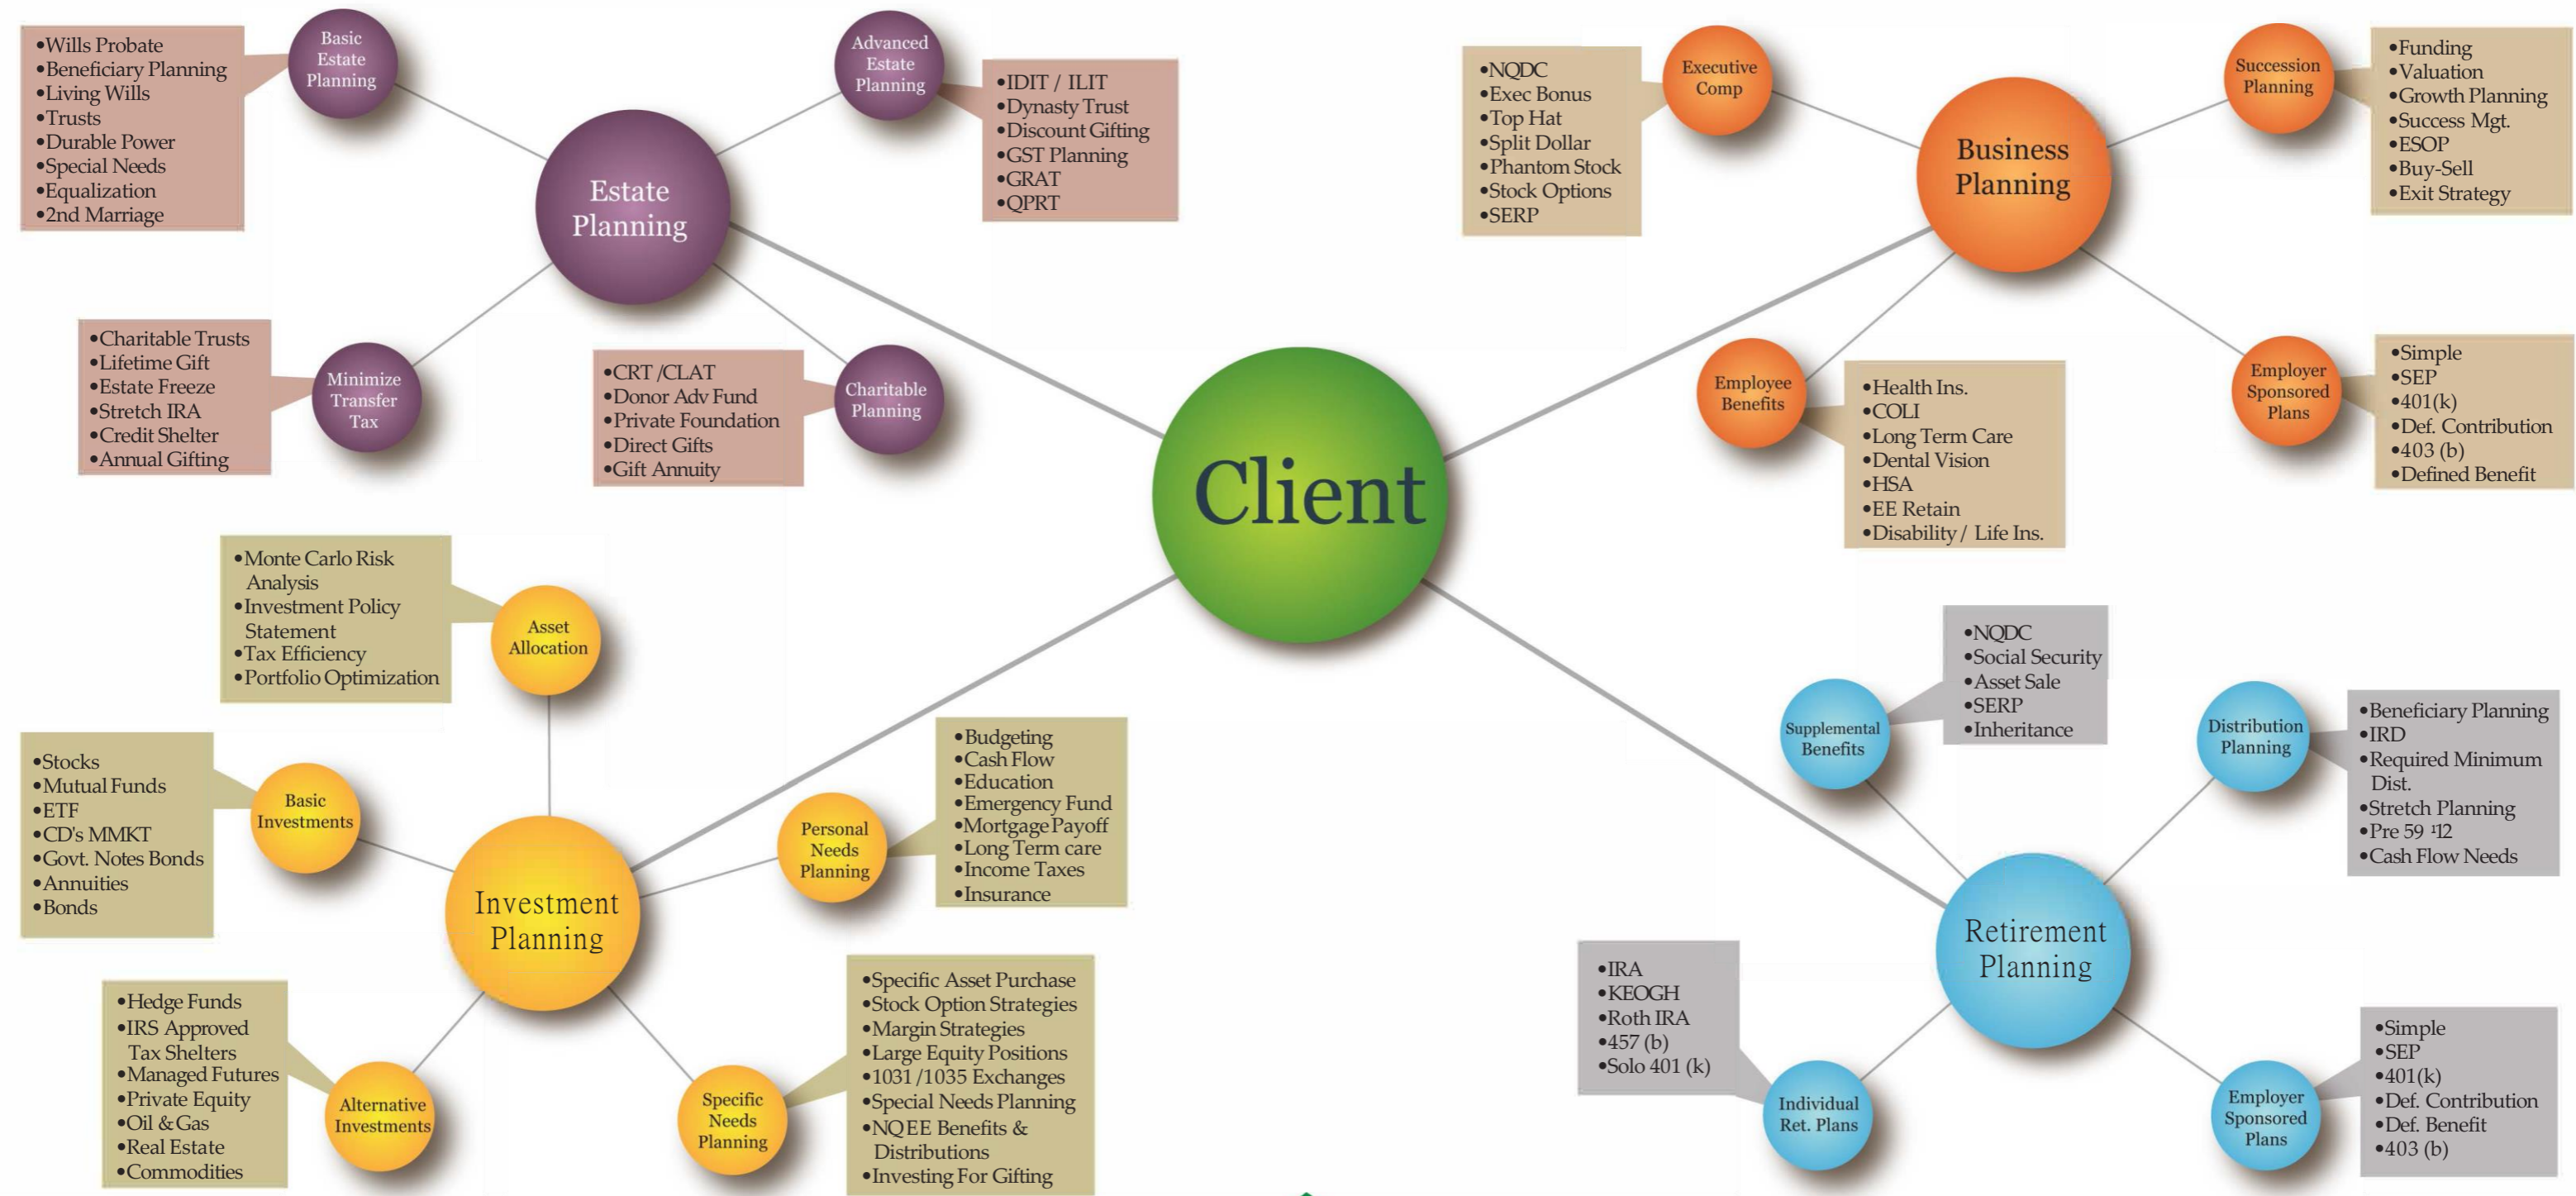 •Wills Probate
•Beneficiary Planning
•Living Wills
•Trusts
•Durable Power
•Special Needs
•Equalization
•2nd Marriage
Basic
Estate
Planning
Advanced
Estate
Planning
•IDIT / ILIT
•Dynasty Trust
•Discount Gifting
•GST Planning
•GRAT
•QPRT
Estate
Planning
•Charitable Trusts
•Lifetime Gift
•Estate Freeze
•Stretch IRA
•Credit Shelter
•Annual Gifting
Minimize
Transfer
Tax
•CRT /CLAT
•Donor Adv Fund
•Private Foundation
•Direct Gifts
•Gift Annuity
Charitable
Planning
•NQDC
•Exec Bonus
•Top Hat
•Split Dollar
•Phantom Stock
•Stock Options
•SERP
Executive
Comp
Business
Planning
Succession
Planning
•Funding
•Valuation
•Growth Planning
•Success Mgt.
•ESOP
•Buy-Sell
•Exit Strategy
Employee
Benefits
•Health Ins.
•COLI
•Long Term Care
•Dental Vision
•HSA
•EE Retain
•Disability / Life Ins.
Employer
Sponsored
Plans
•Simple
•SEP
•401(k)
•Def. Contribution
•403 (b)
•Defined Benefit
Client
•Monte Carlo Risk
Analysis
•Investment Policy
Statement
•Tax Efficiency
•Portfolio Optimization
Asset
Allocation
•Stocks
•Mutual Funds
•ETF
•CD's MMKT
•Govt. Notes Bonds
•Annuities
•Bonds
Basic
Investments
Investment
Planning
Personal
Needs
Planning
•Budgeting
•Cash Flow
•Education
•Emergency Fund
•Mortgage Payoff
•Long Term care
•Income Taxes
•Insurance
•Hedge Funds
•IRS Approved
Tax Shelters
•Managed Futures
•Private Equity
•Oil & Gas
•Real Estate
•Commodities
Alternative
Investments
Specific
Needs
Planning
•Specific Asset Purchase
•Stock Option Strategies
•Margin Strategies
•Large Equity Positions
•1031 /1035 Exchanges
•Special Needs Planning
•NQEE Benefits &
Distributions
•Investing For Gifting
Supplemental
Benefits
•NQDC
•Social Security
•Asset Sale
•SERP
•Inheritance
Distribution
Planning
•Beneficiary Planning
•IRD
•Required Minimum
Dist.
•Stretch Planning
•Pre 59 ¹12
•Cash Flow Needs
Retirement
Planning
•IRA
•KEOGH
•Roth IRA
•457 (b)
•Solo 401 (k)
Individual
Ret. Plans
Employer
Sponsored
Plans
•Simple
•SEP
•401(k)
•Def. Contribution
•Def. Benefit
•403 (b)